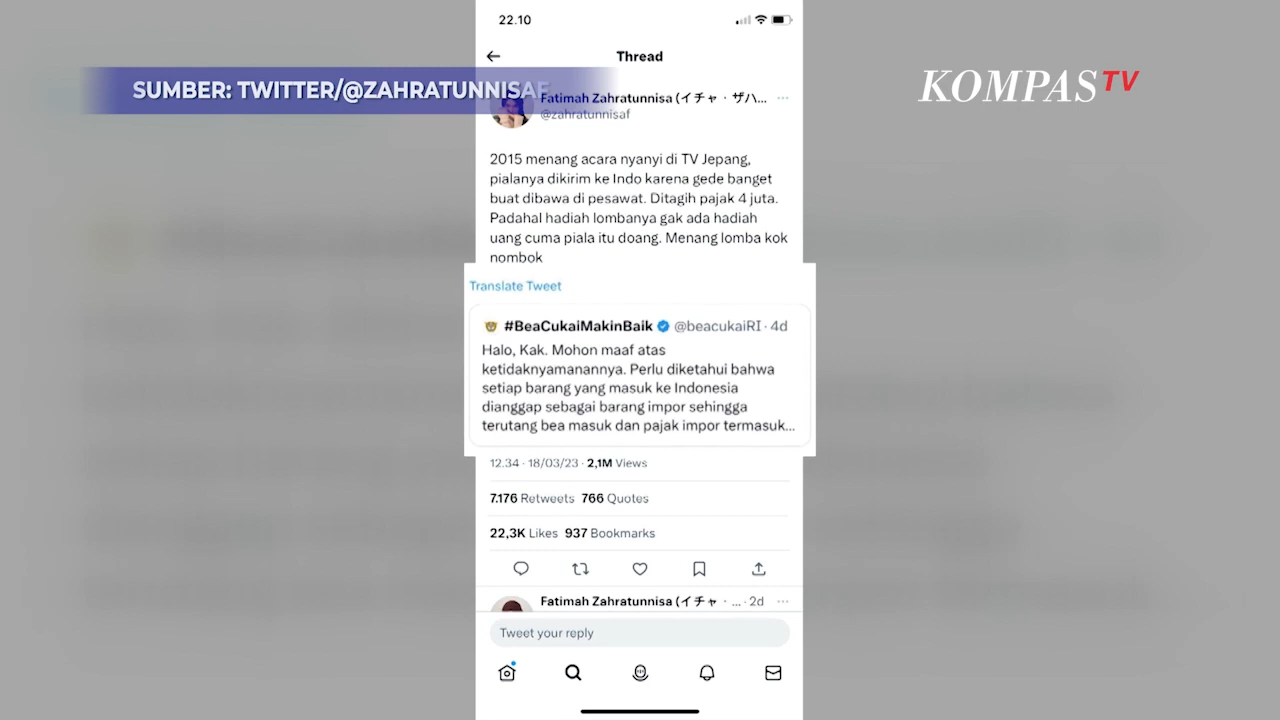 22.10
Thread
SUMBER: TWITTER/@ZAHRATUNNISAF
KOMPAS TV
Fatimah Zahratunnisa (イチャ・ザハ...
@zahratunnisaf
2015 menang acara nyanyi di TV Jepang,
pialanya dikirim ke Indo karena gede banget
buat dibawa di pesawat. Ditagih pajak 4 juta.
Padahal hadiah lombanya gak ada hadiah
uang cuma piala itu doang. Menang lomba kok
nombok
Translate Tweet
#BeaCukaiMakinBaik @beacukaiRI · 4d
Halo, Kak. Mohon maaf atas
ketidaknyamanannya. Perlu diketahui bahwa
setiap barang yang masuk ke Indonesia
dianggap sebagai barang impor sehingga
terutang bea masuk dan pajak impor termasuk...
12.34 · 18/03/23 · 2,1M Views
7.176 Retweets 766 Quotes
22,3K Likes 937 Bookmarks
Fatimah Zahratunnisa (イチャ・... · 2d
Tweet your reply